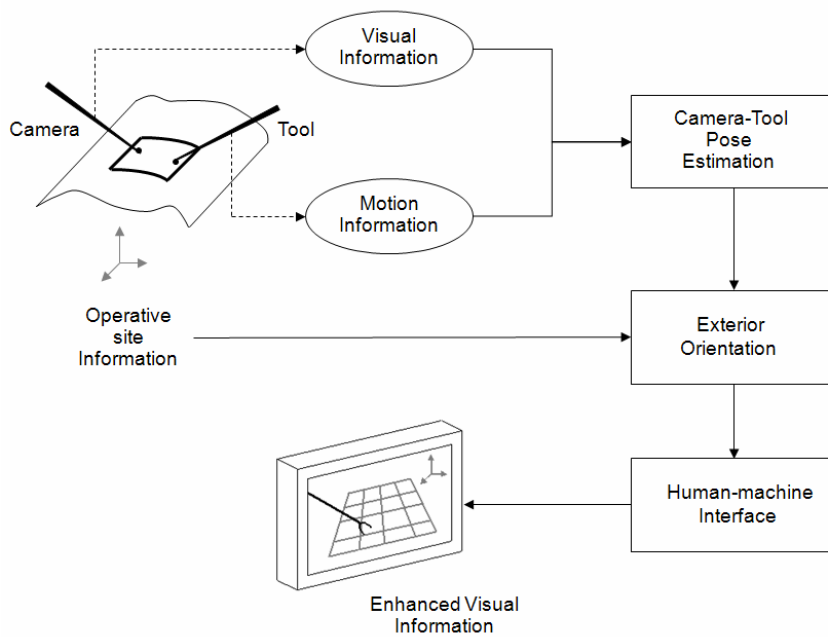 Visual
Information
Camera
Tool
Camera-Tool
Pose
Estimation
Motion
Information
Operative
site
Information
Exterior
Orientation
Human-machine
Interface
Enhanced Visual
Information